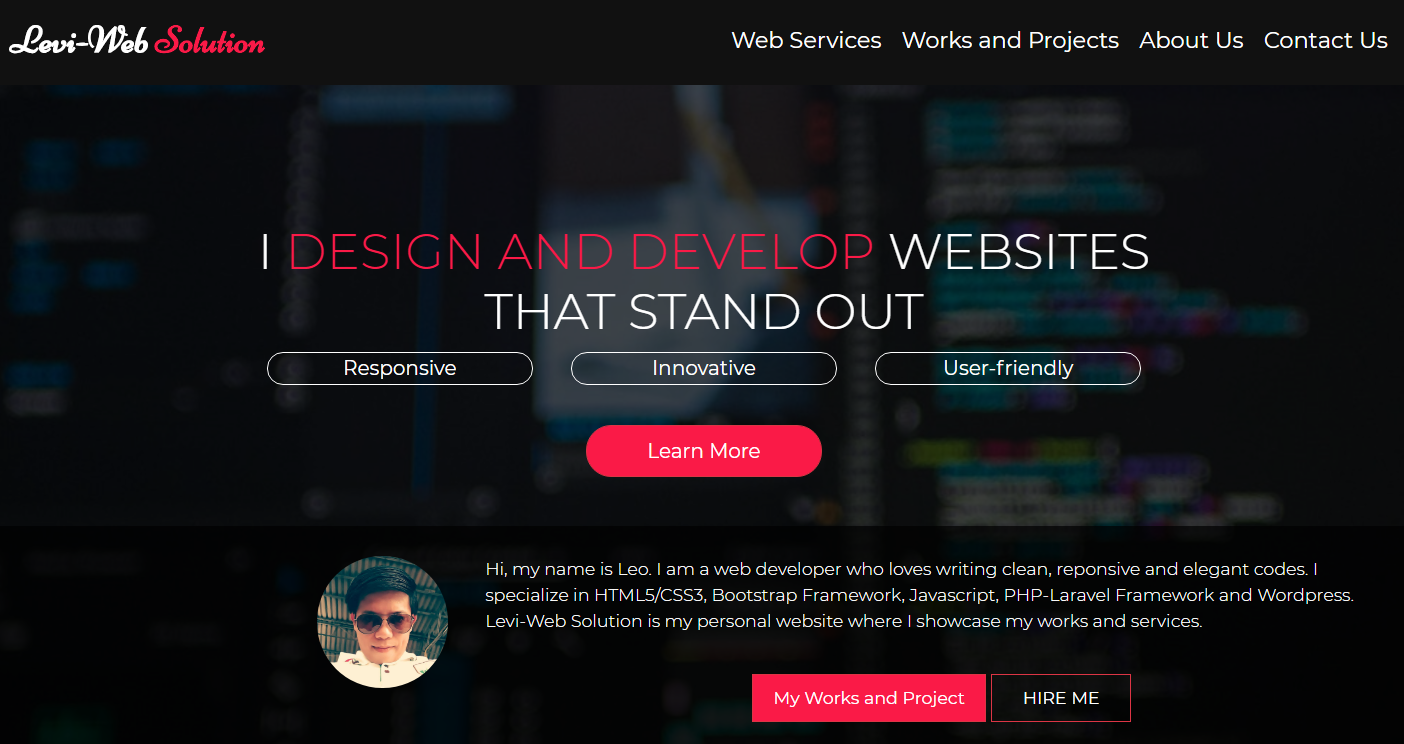 Levi-Web Solution
Web Services Works and Projects About Us Contact Us
I DESIGN AND DEVELOP WEBSITES
THAT STAND OUT
Responsive Innovative User-friendly
Learn More
Hi, my name is Leo. I am a web developer who loves writing clean, reponsive and elegant codes. I
specialize in HTML5/CSS3, Bootstrap Framework, Javascript, PHP-Laravel Framework and Wordpress.
Levi-Web Solution is my personal website where I showcase my works and services.
My Works and Project HIRE ME